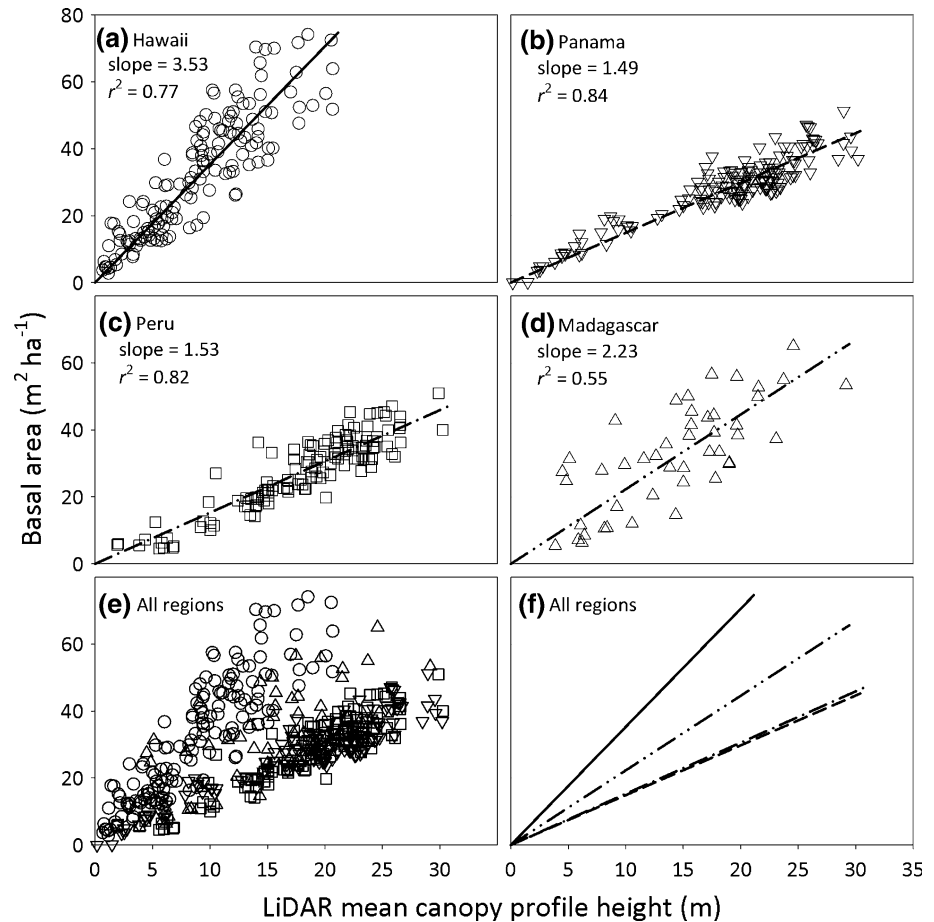 (a) Hawaii
slope = 3.53
r² = 0.77
(b) Panama
slope = 1.49
r² = 0.84
(c) Peru
slope = 1.53
r² = 0.82
(d) Madagascar
slope = 2.23
r² = 0.55
(e) All regions
(f) All regions
80
60
40
20
0
60
40
20
0
60
40
20
0
Basal area (m² ha⁻¹)
0 5 10 15 20 25 30 0 5 10 15 20 25 30 35
LiDAR mean canopy profile height (m)